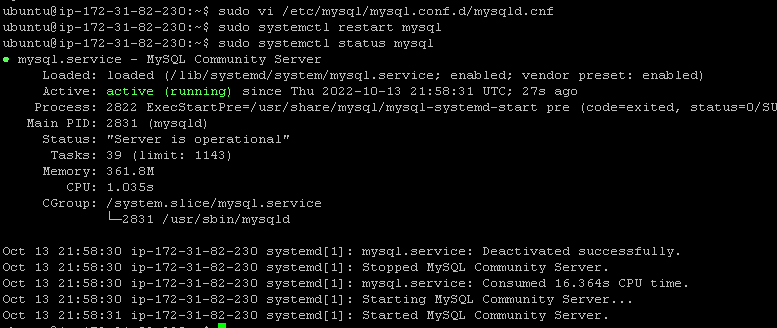 ubuntu@ip-172-31-82-230:~$ sudo vi /etc/mysql/mysql.conf.d/mysqld.cnf
ubuntu@ip-172-31-82-230:~$ sudo systemctl restart mysql
ubuntu@ip-172-31-82-230:~$ sudo systemctl status mysql
● mysql.service - MySQL Community Server
     Loaded: loaded (/lib/systemd/system/mysql.service; enabled; vendor preset: enabled)
     Active: active (running) since Thu 2022-10-13 21:58:31 UTC; 27s ago
    Process: 2822 ExecStartPre=/usr/share/mysql/mysql-systemd-start pre (code=exited, status=0/SU
   Main PID: 2831 (mysqld)
     Status: "Server is operational"
      Tasks: 39 (limit: 1143)
     Memory: 361.8M
        CPU: 1.035s
     CGroup: /system.slice/mysql.service
             └─2831 /usr/sbin/mysqld
Oct 13 21:58:30 ip-172-31-82-230 systemd[1]: mysql.service: Deactivated successfully.
Oct 13 21:58:30 ip-172-31-82-230 systemd[1]: Stopped MySQL Community Server.
Oct 13 21:58:30 ip-172-31-82-230 systemd[1]: mysql.service: Consumed 16.364s CPU time.
Oct 13 21:58:30 ip-172-31-82-230 systemd[1]: Starting MySQL Community Server...
Oct 13 21:58:31 ip-172-31-82-230 systemd[1]: Started MySQL Community Server.